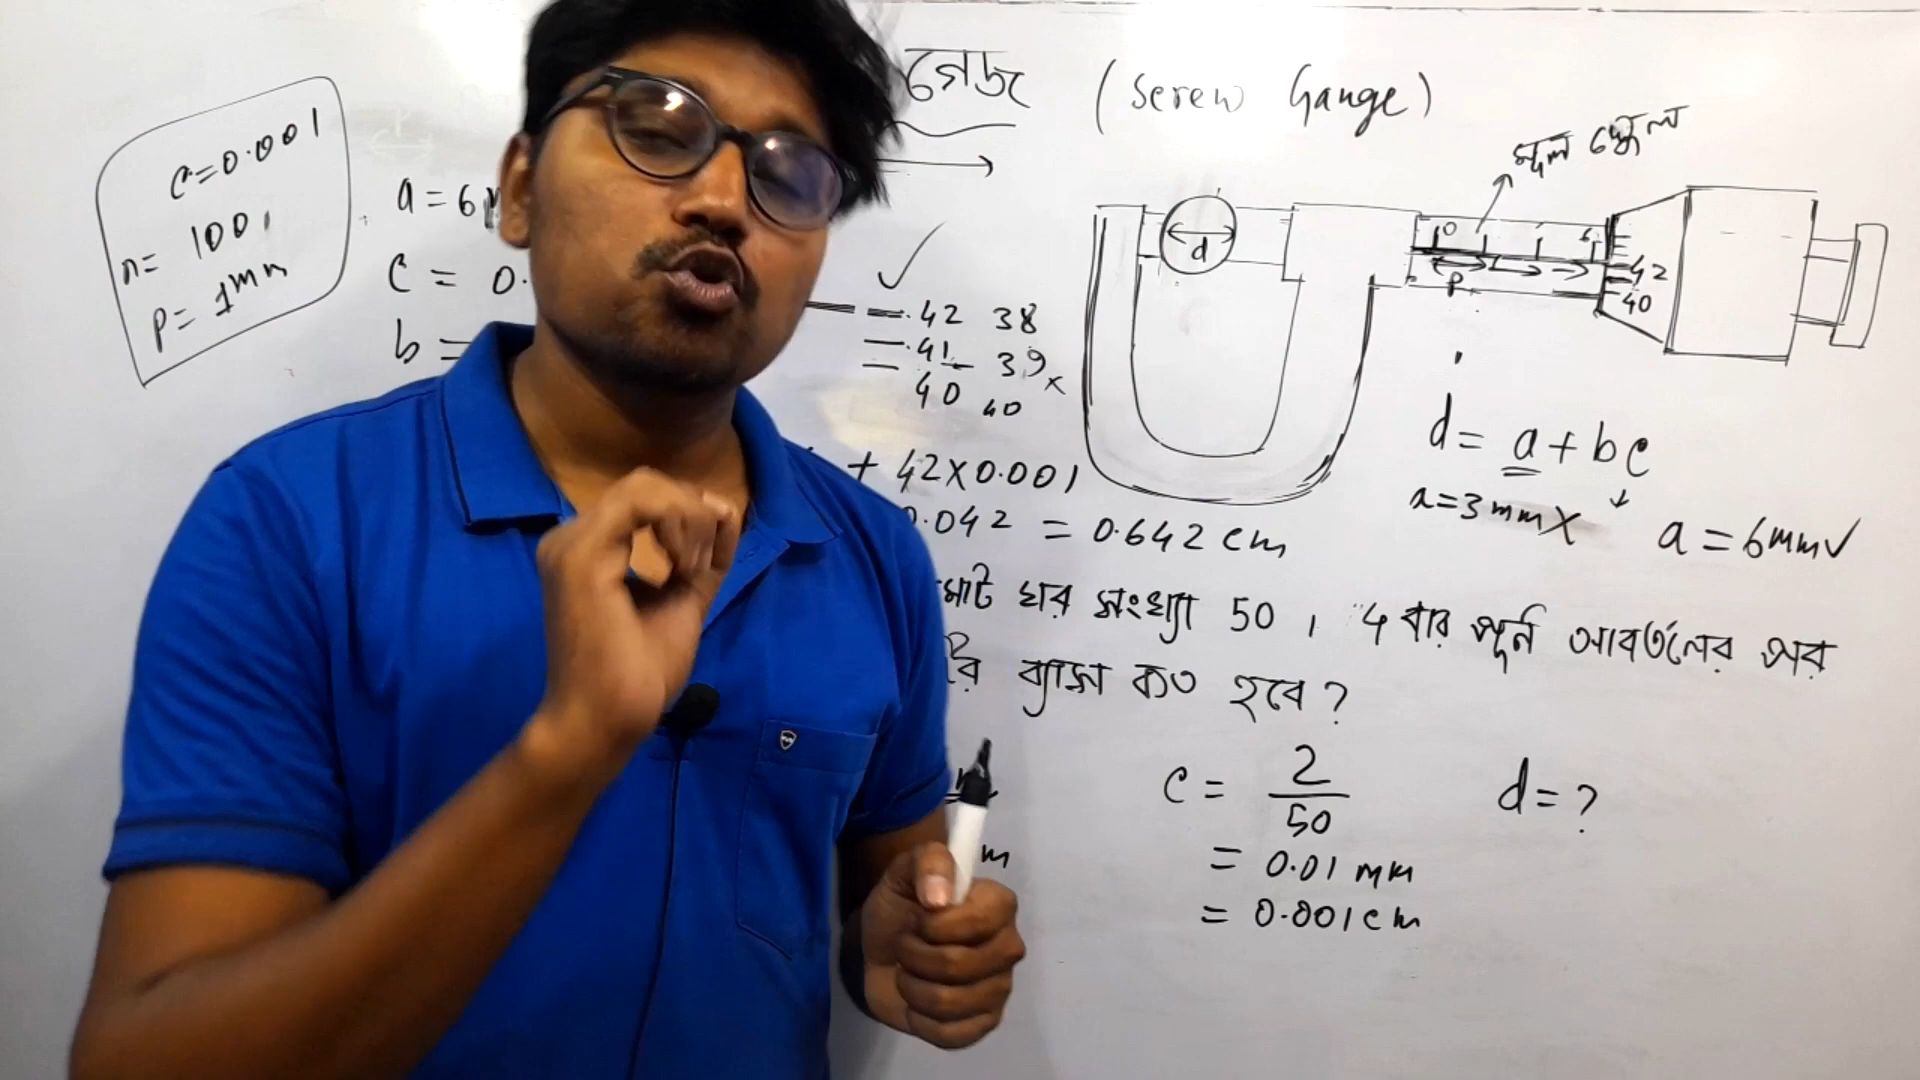 গেজ (Screw Gauge)
c = 0.001
n = 100
P = 1mm
a = 6
c = 0.
b =
42 38
41 39 x
40 40
+ 42 X 0.001
0.042 = 0.642 cm
মূল স্কেল
0
6
42
40
d
P
d = a + bc
a = 3mm X
a = 6mm ✓
ঘর সংখ্যা 50, 4 বার পূর্ন আবর্তনের পর
ব্যাস কত হবে?
m
c = 2/50
= 0.01 mm
= 0.001 cm
d = ?